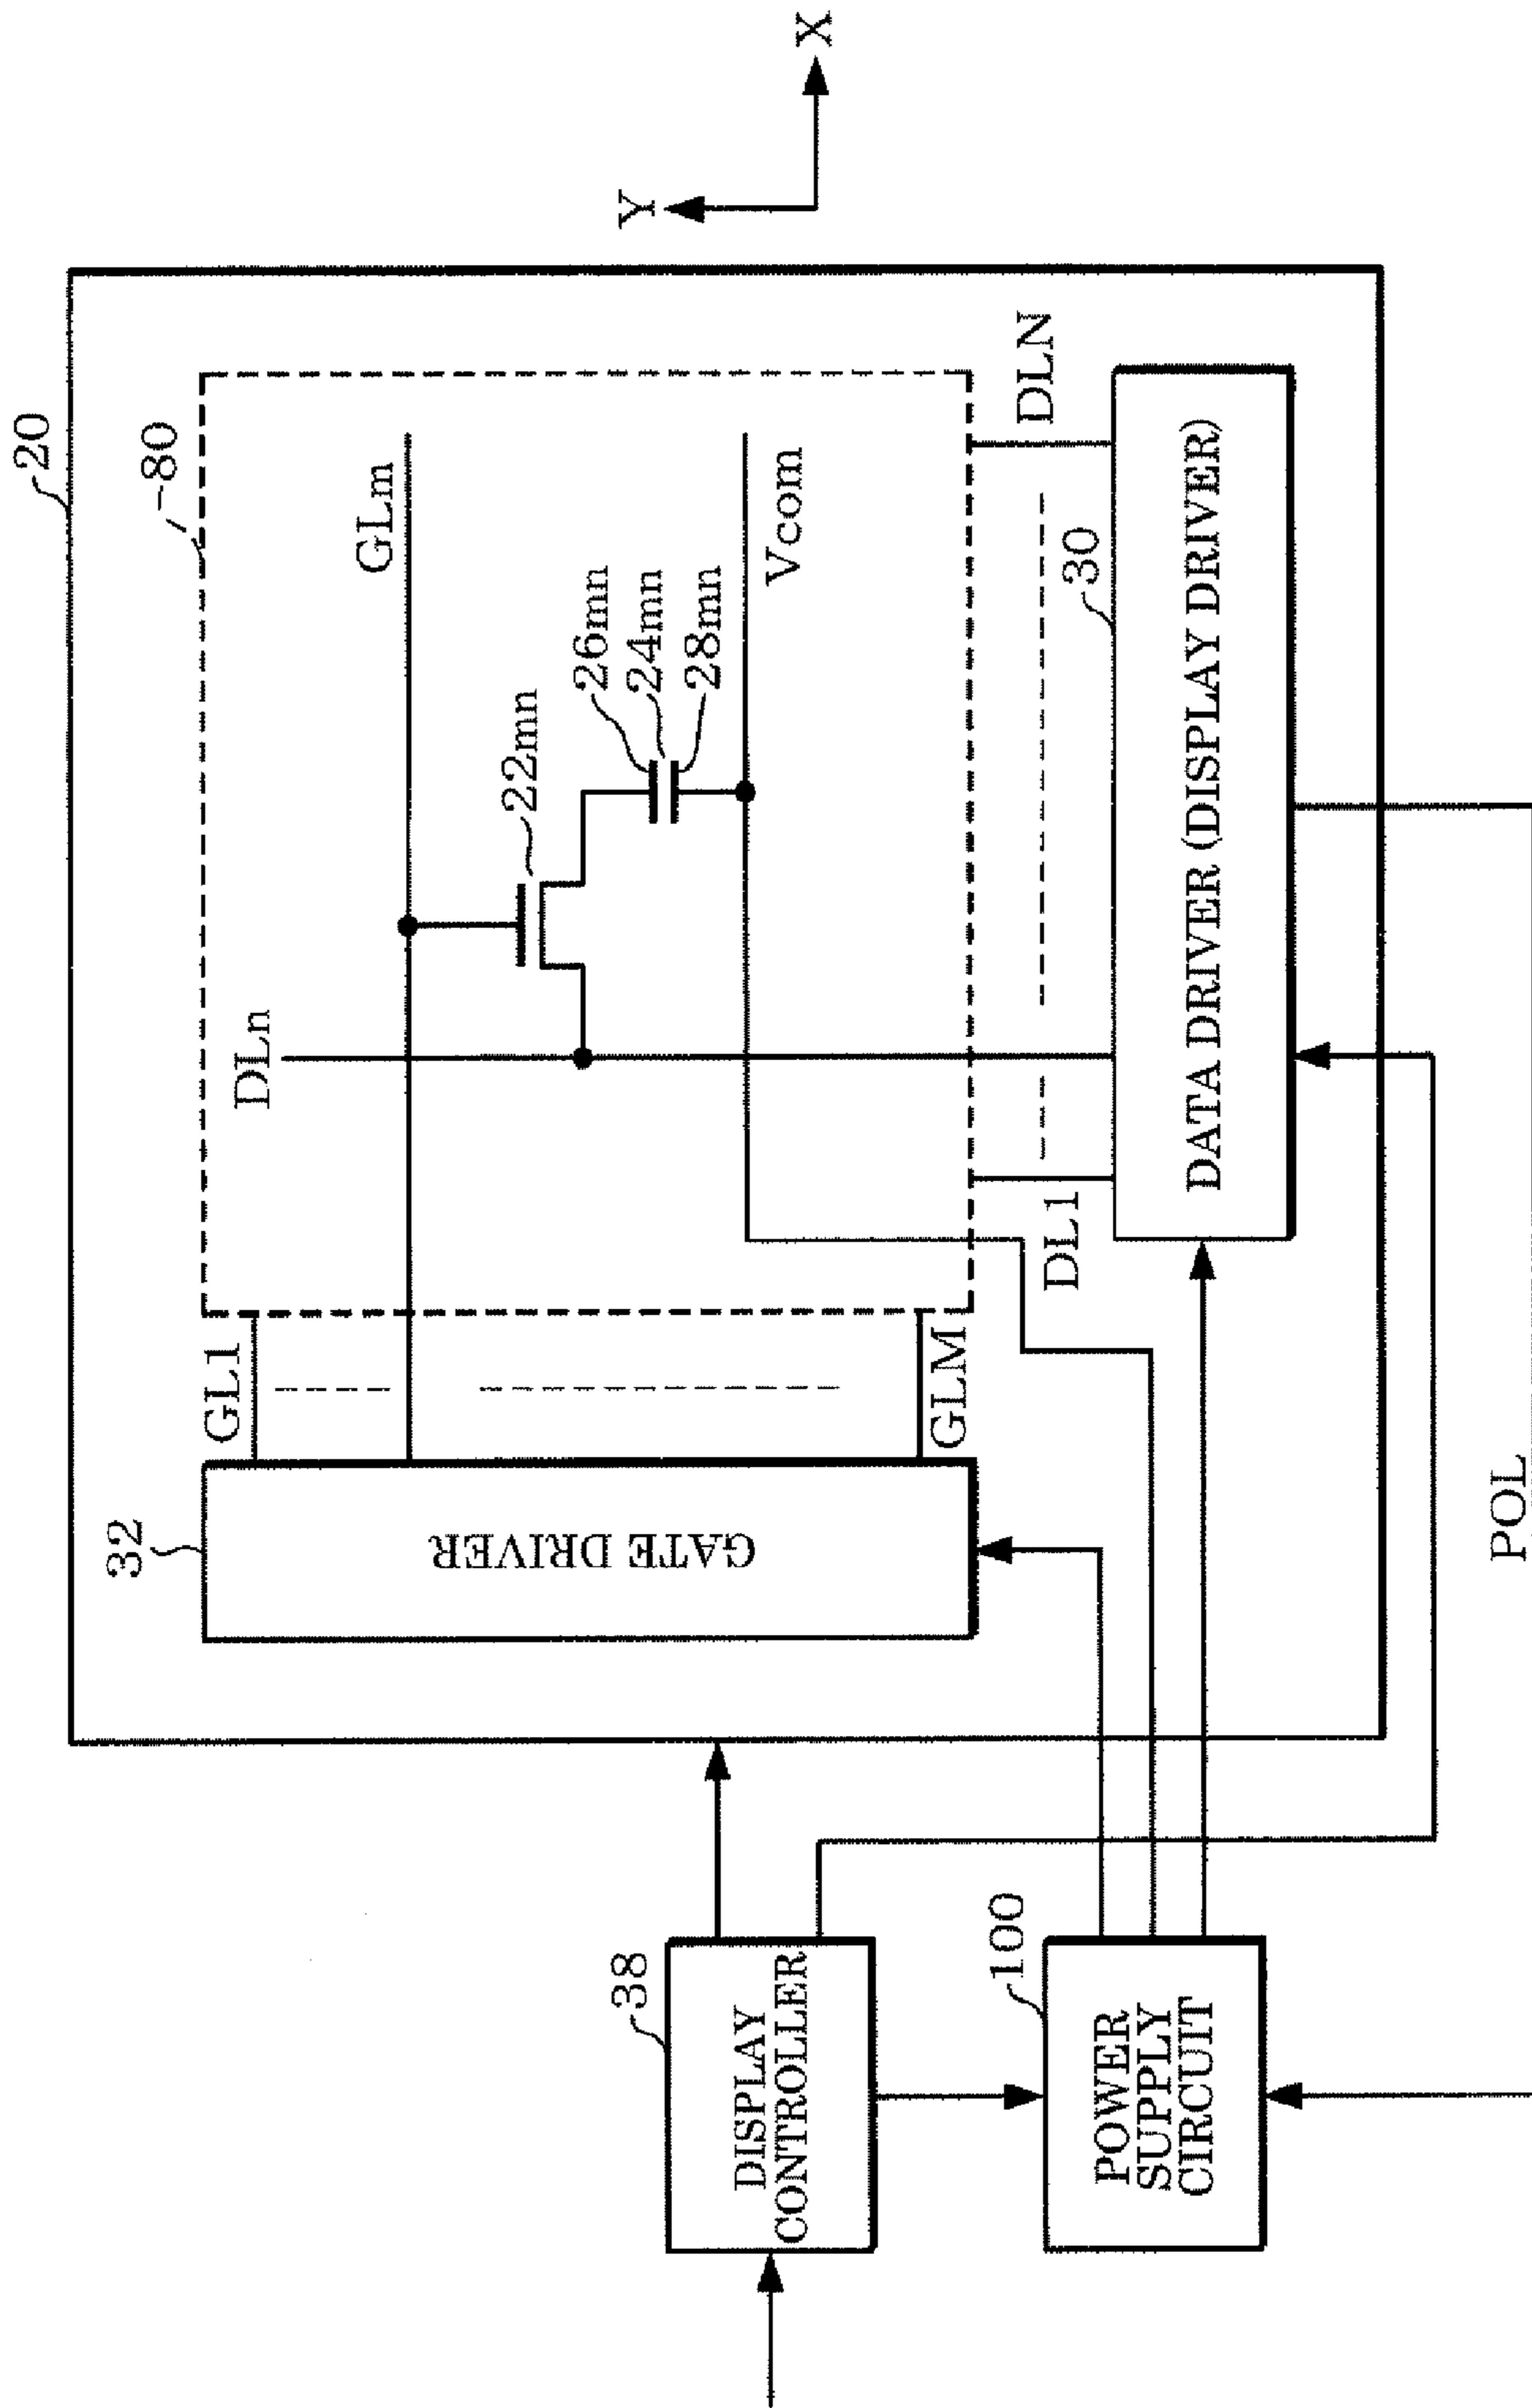 20
80
GLm
DLn
22mn
26mn
24mn
28mn
Vcom
Y
X
32
GATE DRIVER
GL1
GLM
DL1
DLN
30
DATA DRIVER (DISPLAY DRIVER)
38
DISPLAY
CONTROLLER
100
POWER
SUPPLY
CIRCUIT
POL